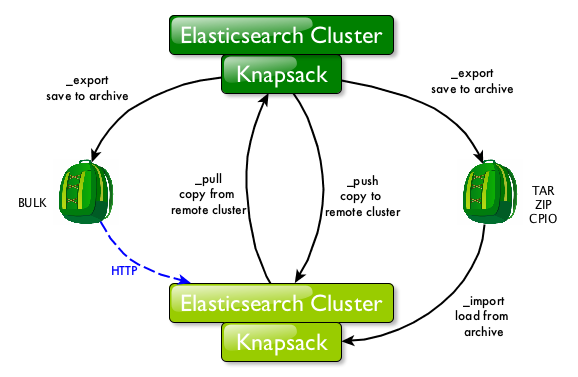 Elasticsearch Cluster
Knapsack
_export
save to archive
_export
save to archive
_pull
copy from
remote cluster
_push
copy to
remote cluster
BULK
TAR
ZIP
CPIO
HTTP
Elasticsearch Cluster
Knapsack
_import
load from
archive